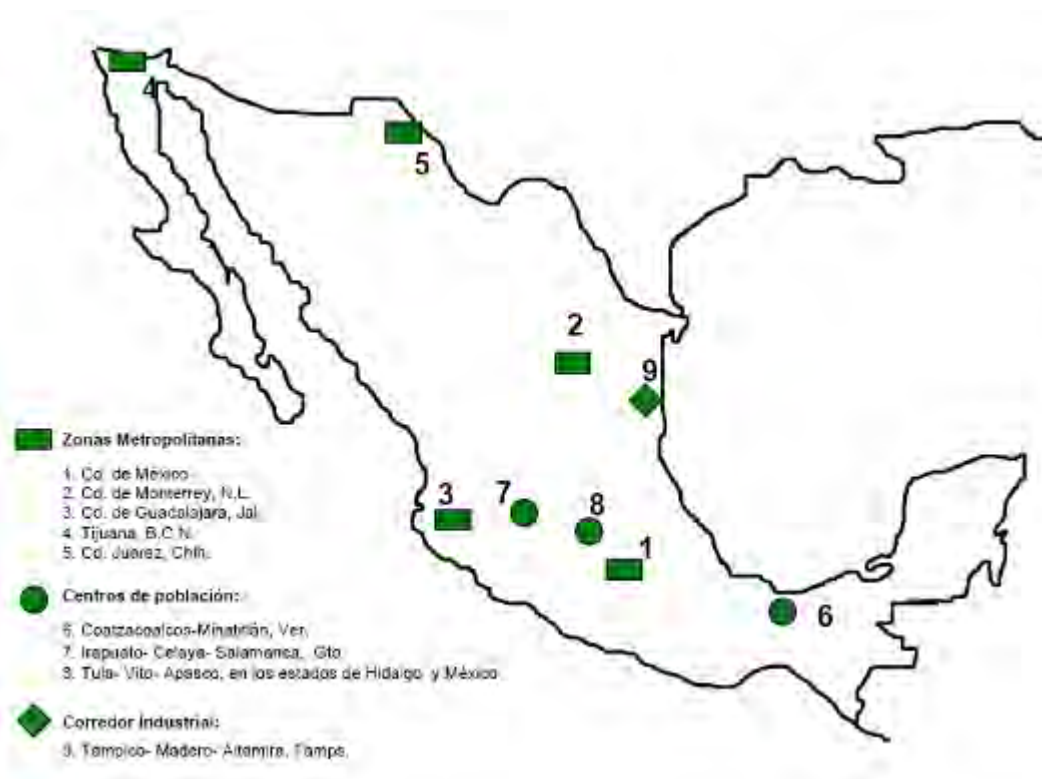 4
5
2
9
3
7
8
1
6
Zonas Metropolitanas:
1. Cd. de México
2. Cd. de Monterrey, N.L.
3. Cd. de Guadalajara, Jal.
4. Tijuana, B.C.N.
5. Cd. Juarez, Chih.
Centros de población:
6. Coatzacoalcos-Minatitlán, Ver.
7. Irapuato- Celaya- Salamanca, Gto.
8. Tula- Vito- Apasco, en los estados de Hidalgo y México
Corredor Industrial:
9. Tampico- Madero- Altamira, Tamps.